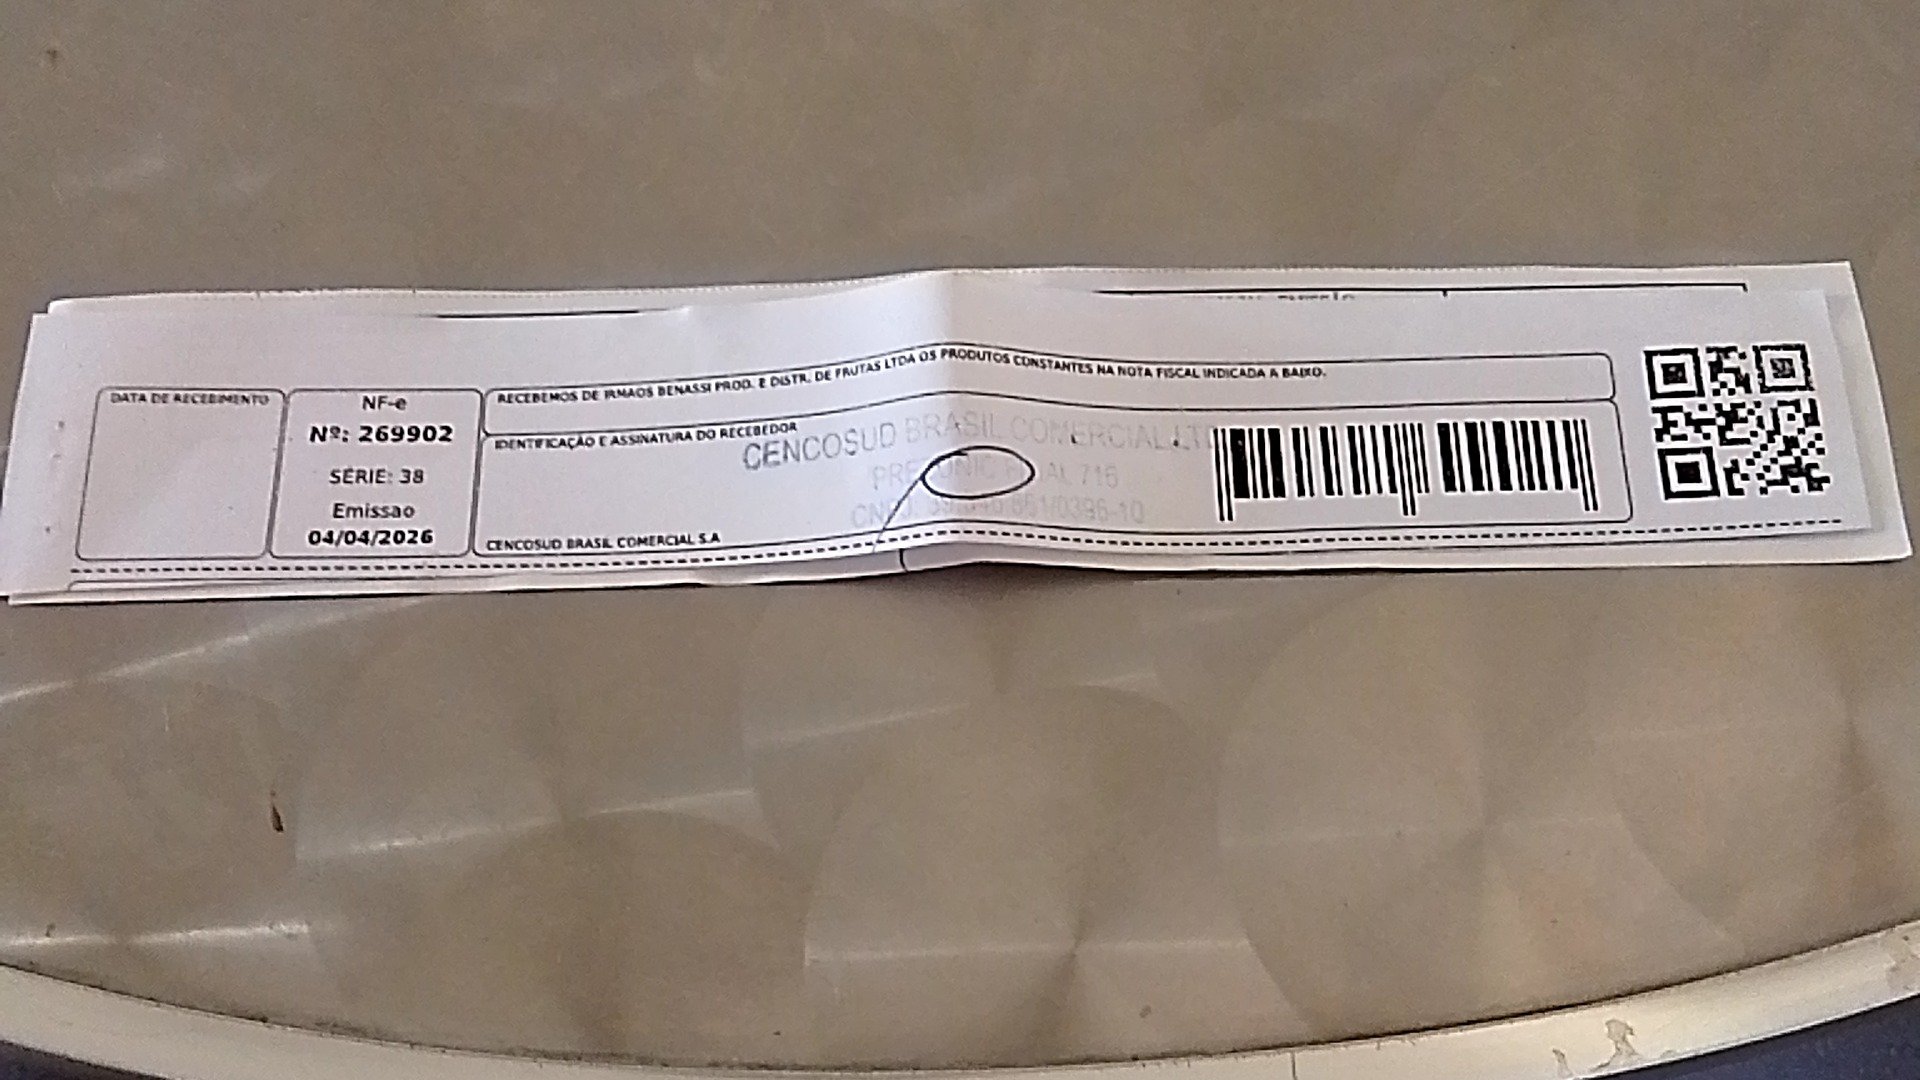 RECEBEMOS DE IRMAOS BENASSI PROD. E DISTR. DE FRUTAS LTDA OS PRODUTOS CONSTANTES NA NOTA FISCAL INDICADA A BAIXO.
DATA DE RECEBIMENTO
NF-e
Nº: 269902
SÉRIE: 38
Emissao
04/04/2026
IDENTIFICAÇÃO E ASSINATURA DO RECEBEDOR
CENCOSUD BRASIL COMERCIAL LT
716
CENCOSUD BRASIL COMERCIAL S.A